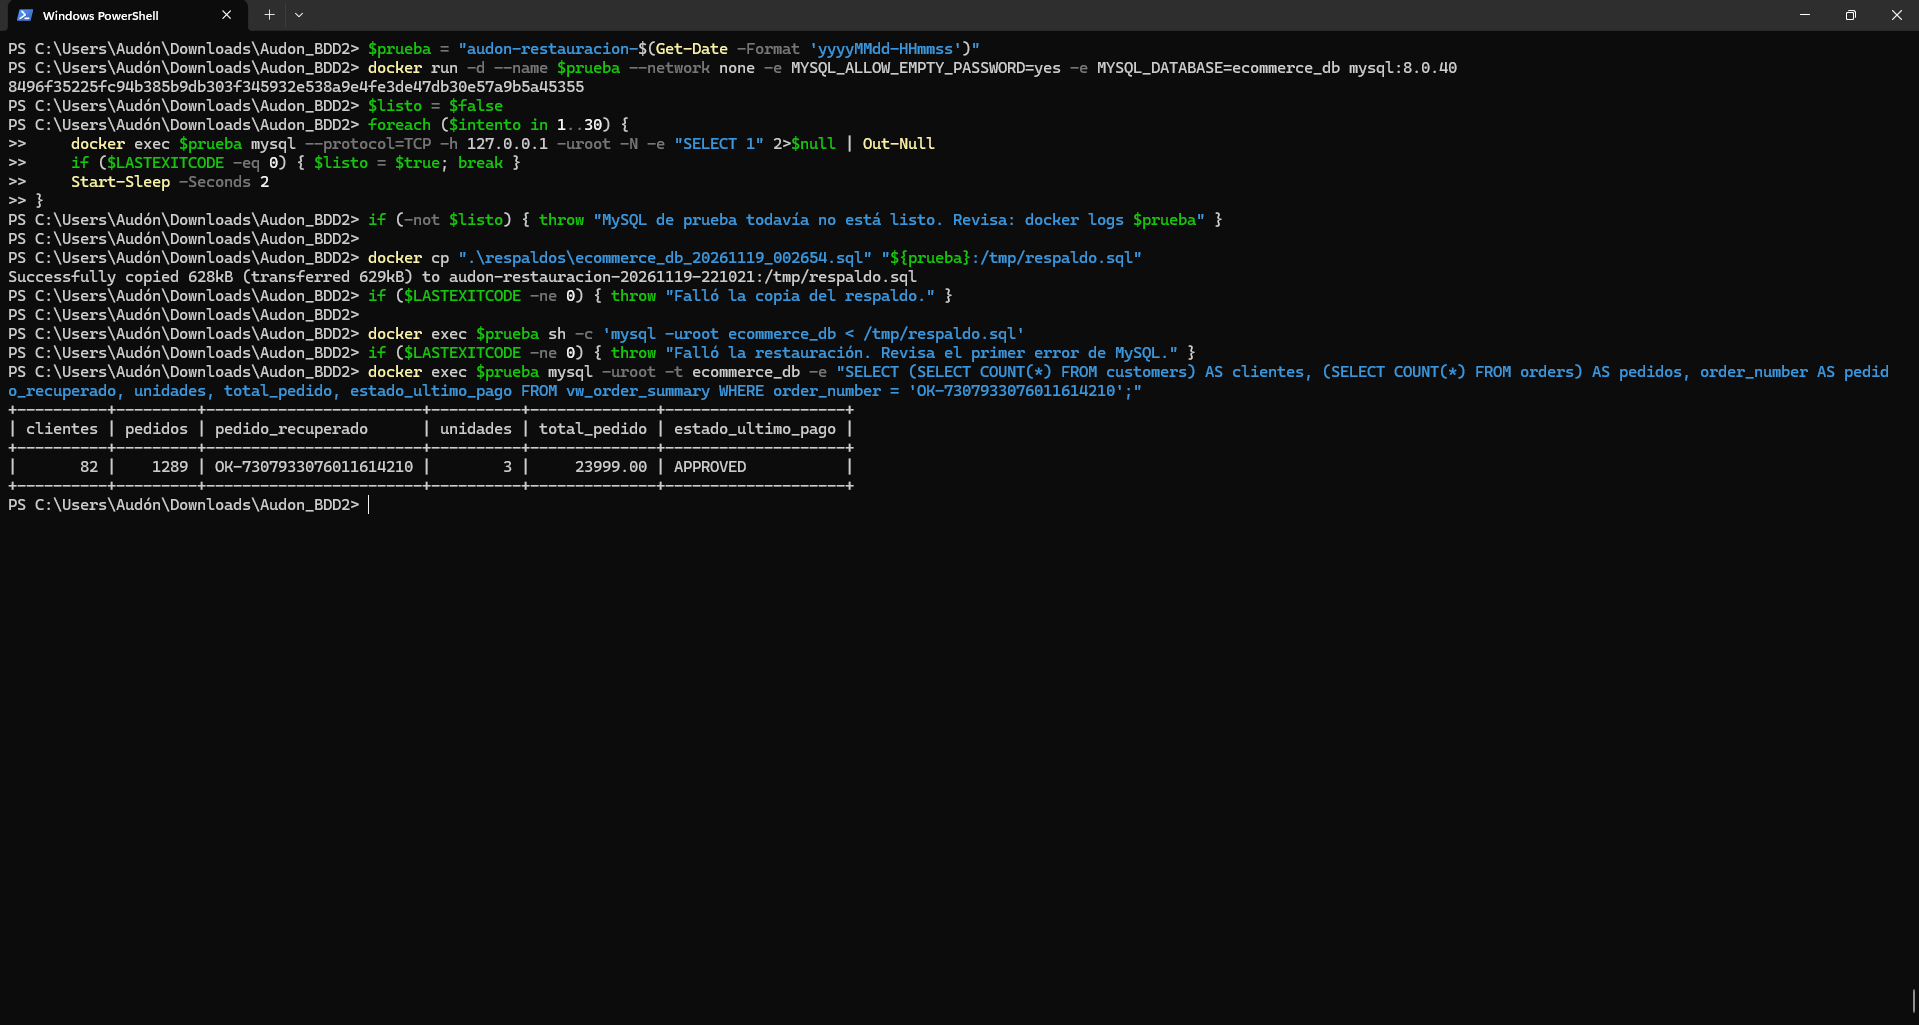 Windows PowerShell
PS C:\Users\Audón\Downloads\Audon_BDD2> $prueba = "audon-restauracion-$(Get-Date -Format 'yyyyMMdd-HHmmss')"
PS C:\Users\Audón\Downloads\Audon_BDD2> docker run -d --name $prueba --network none -e MYSQL_ALLOW_EMPTY_PASSWORD=yes -e MYSQL_DATABASE=ecommerce_db mysql:8.0.40
8496f35225fc94b385b9db303f345932e538a9e4fe3de47db30e57a9b5a45355
PS C:\Users\Audón\Downloads\Audon_BDD2> $listo = $false
PS C:\Users\Audón\Downloads\Audon_BDD2> foreach ($intento in 1..30) {
>>     docker exec $prueba mysql --protocol=TCP -h 127.0.0.1 -uroot -N -e "SELECT 1" 2>$null | Out-Null
>>     if ($LASTEXITCODE -eq 0) { $listo = $true; break }
>>     Start-Sleep -Seconds 2
>> }
PS C:\Users\Audón\Downloads\Audon_BDD2> if (-not $listo) { throw "MySQL de prueba todavía no está listo. Revisa: docker logs $prueba" }
PS C:\Users\Audón\Downloads\Audon_BDD2>
PS C:\Users\Audón\Downloads\Audon_BDD2> docker cp ".\respaldos\ecommerce_db_20261119_002654.sql" "${prueba}:/tmp/respaldo.sql"
Successfully copied 628kB (transferred 629kB) to audon-restauracion-20261119-221021:/tmp/respaldo.sql
PS C:\Users\Audón\Downloads\Audon_BDD2> if ($LASTEXITCODE -ne 0) { throw "Falló la copia del respaldo." }
PS C:\Users\Audón\Downloads\Audon_BDD2>
PS C:\Users\Audón\Downloads\Audon_BDD2> docker exec $prueba sh -c 'mysql -uroot ecommerce_db < /tmp/respaldo.sql'
PS C:\Users\Audón\Downloads\Audon_BDD2> if ($LASTEXITCODE -ne 0) { throw "Falló la restauración. Revisa el primer error de MySQL." }
PS C:\Users\Audón\Downloads\Audon_BDD2> docker exec $prueba mysql -uroot -t ecommerce_db -e "SELECT (SELECT COUNT(*) FROM customers) AS clientes, (SELECT COUNT(*) FROM orders) AS pedidos, order_number AS pedid
o_recuperado, unidades, total_pedido, estado_ultimo_pago FROM vw_order_summary WHERE order_number = 'OK-7307933076011614210';"
+----------+---------+------------------------+----------+--------------+--------------------+
| clientes | pedidos | pedido_recuperado      | unidades | total_pedido | estado_ultimo_pago |
+----------+---------+------------------------+----------+--------------+--------------------+
|       82 |    1289 | OK-7307933076011614210 |        3 |     23999.00 | APPROVED           |
+----------+---------+------------------------+----------+--------------+--------------------+
PS C:\Users\Audón\Downloads\Audon_BDD2>